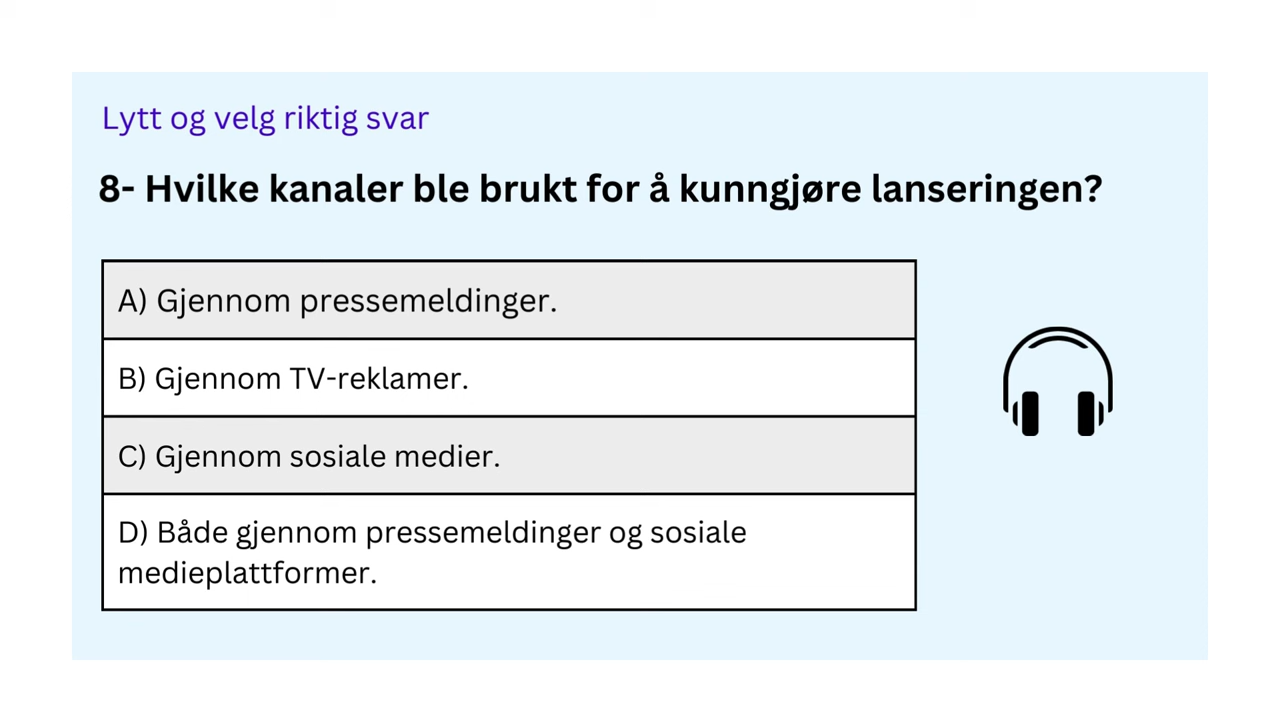 Lytt og velg riktig svar
8- Hvilke kanaler ble brukt for å kunngjøre lanseringen?
A) Gjennom pressemeldinger.
B) Gjennom TV-reklamer.
C) Gjennom sosiale medier.
D) Både gjennom pressemeldinger og sosiale
medieplattformer.